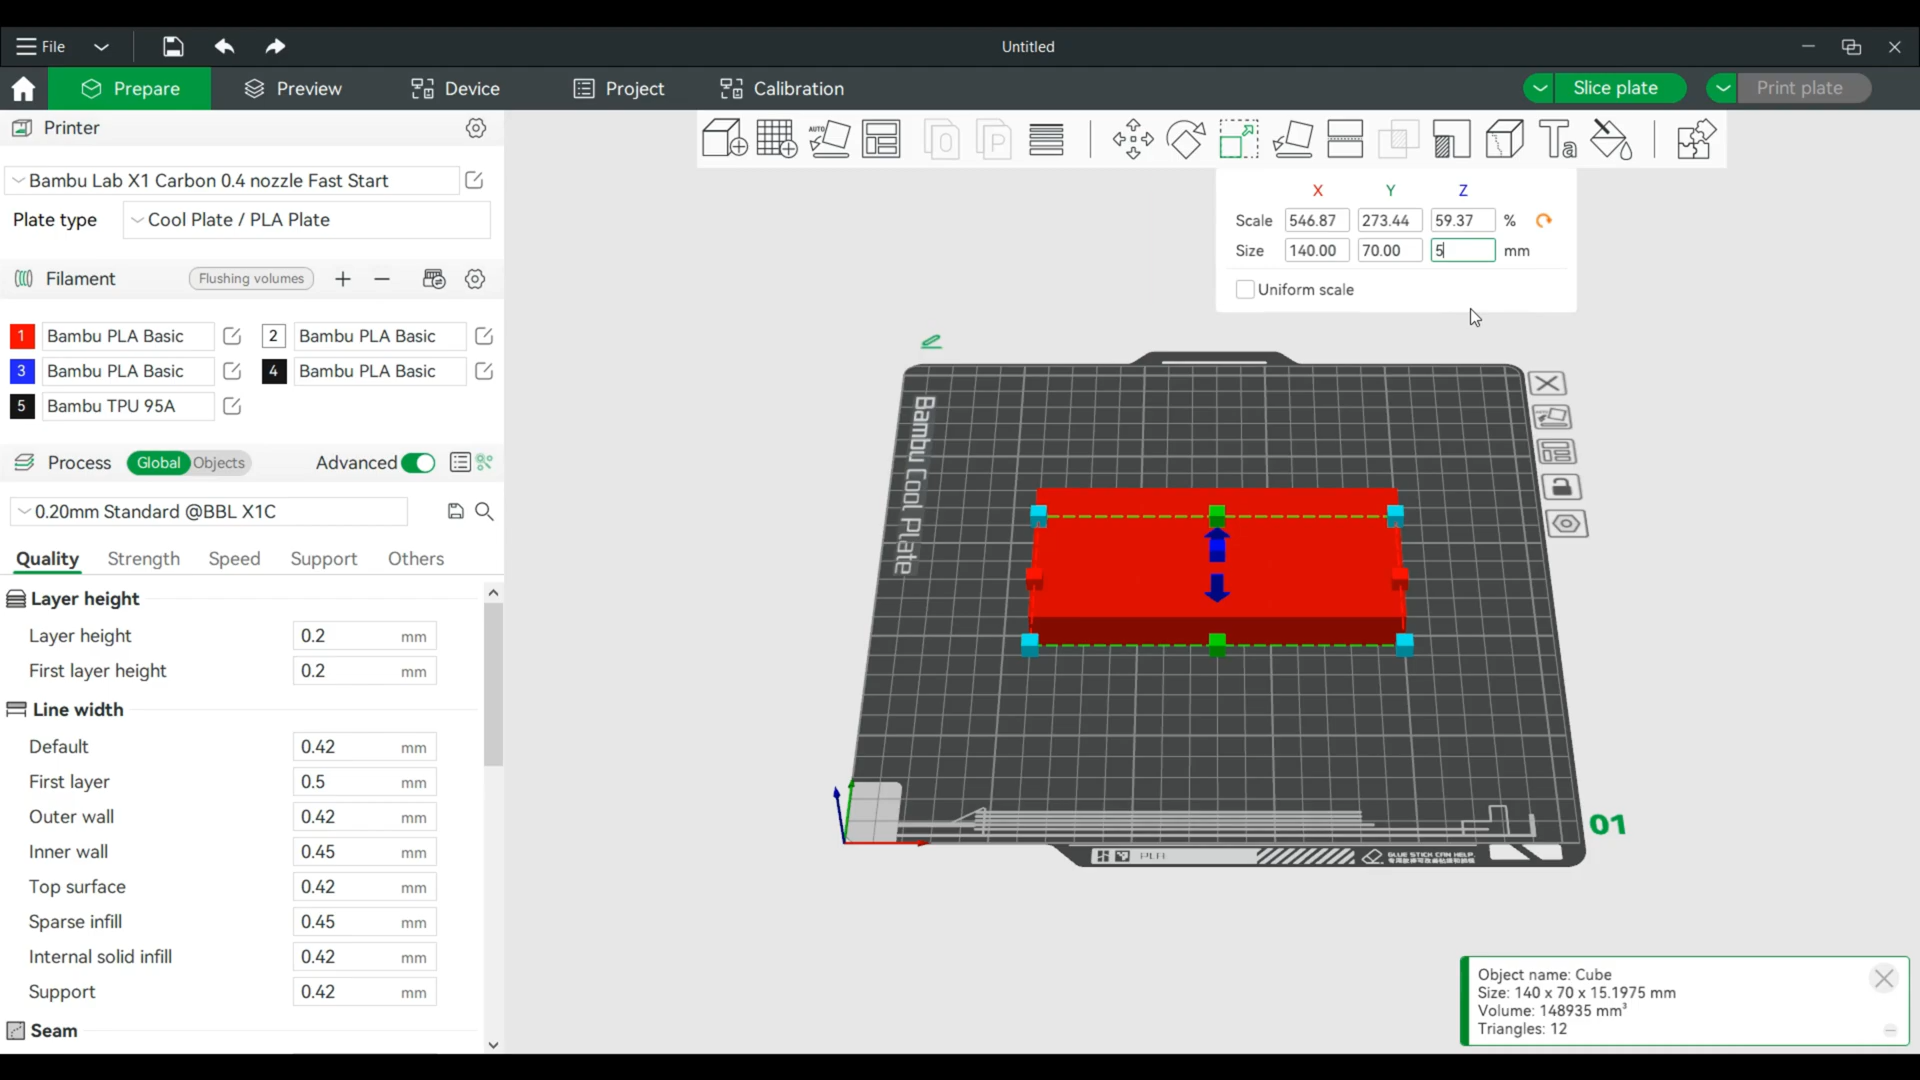 File
Untitled
Prepare
Preview
Device
Project
Calibration
Slice plate
Print plate
Printer
Bambu Lab X1 Carbon 0.4 nozzle Fast Start
Plate type
Cool Plate / PLA Plate
Filament
Flushing volumes
1 Bambu PLA Basic
2 Bambu PLA Basic
3 Bambu PLA Basic
4 Bambu PLA Basic
5 Bambu TPU 95A
Process
Global Objects
Advanced
0.20mm Standard @BBL X1C
Quality
Strength
Speed
Support
Others
Layer height
Layer height 0.2 mm
First layer height 0.2 mm
Line width
Default 0.42 mm
First layer 0.5 mm
Outer wall 0.42 mm
Inner wall 0.45 mm
Top surface 0.42 mm
Sparse infill 0.45 mm
Internal solid infill 0.42 mm
Support 0.42 mm
Seam
AUTO
O
P
Ta
X Y Z
Scale 546.87 273.44 59.37 %
Size 140.00 70.00 5 mm
Uniform scale
Bambu Cool Plate
01
GLUE STICK CAN HELP.
Object name: Cube
Size: 140 x 70 x 15.1975 mm
Volume: 148935 mm³
Triangles: 12